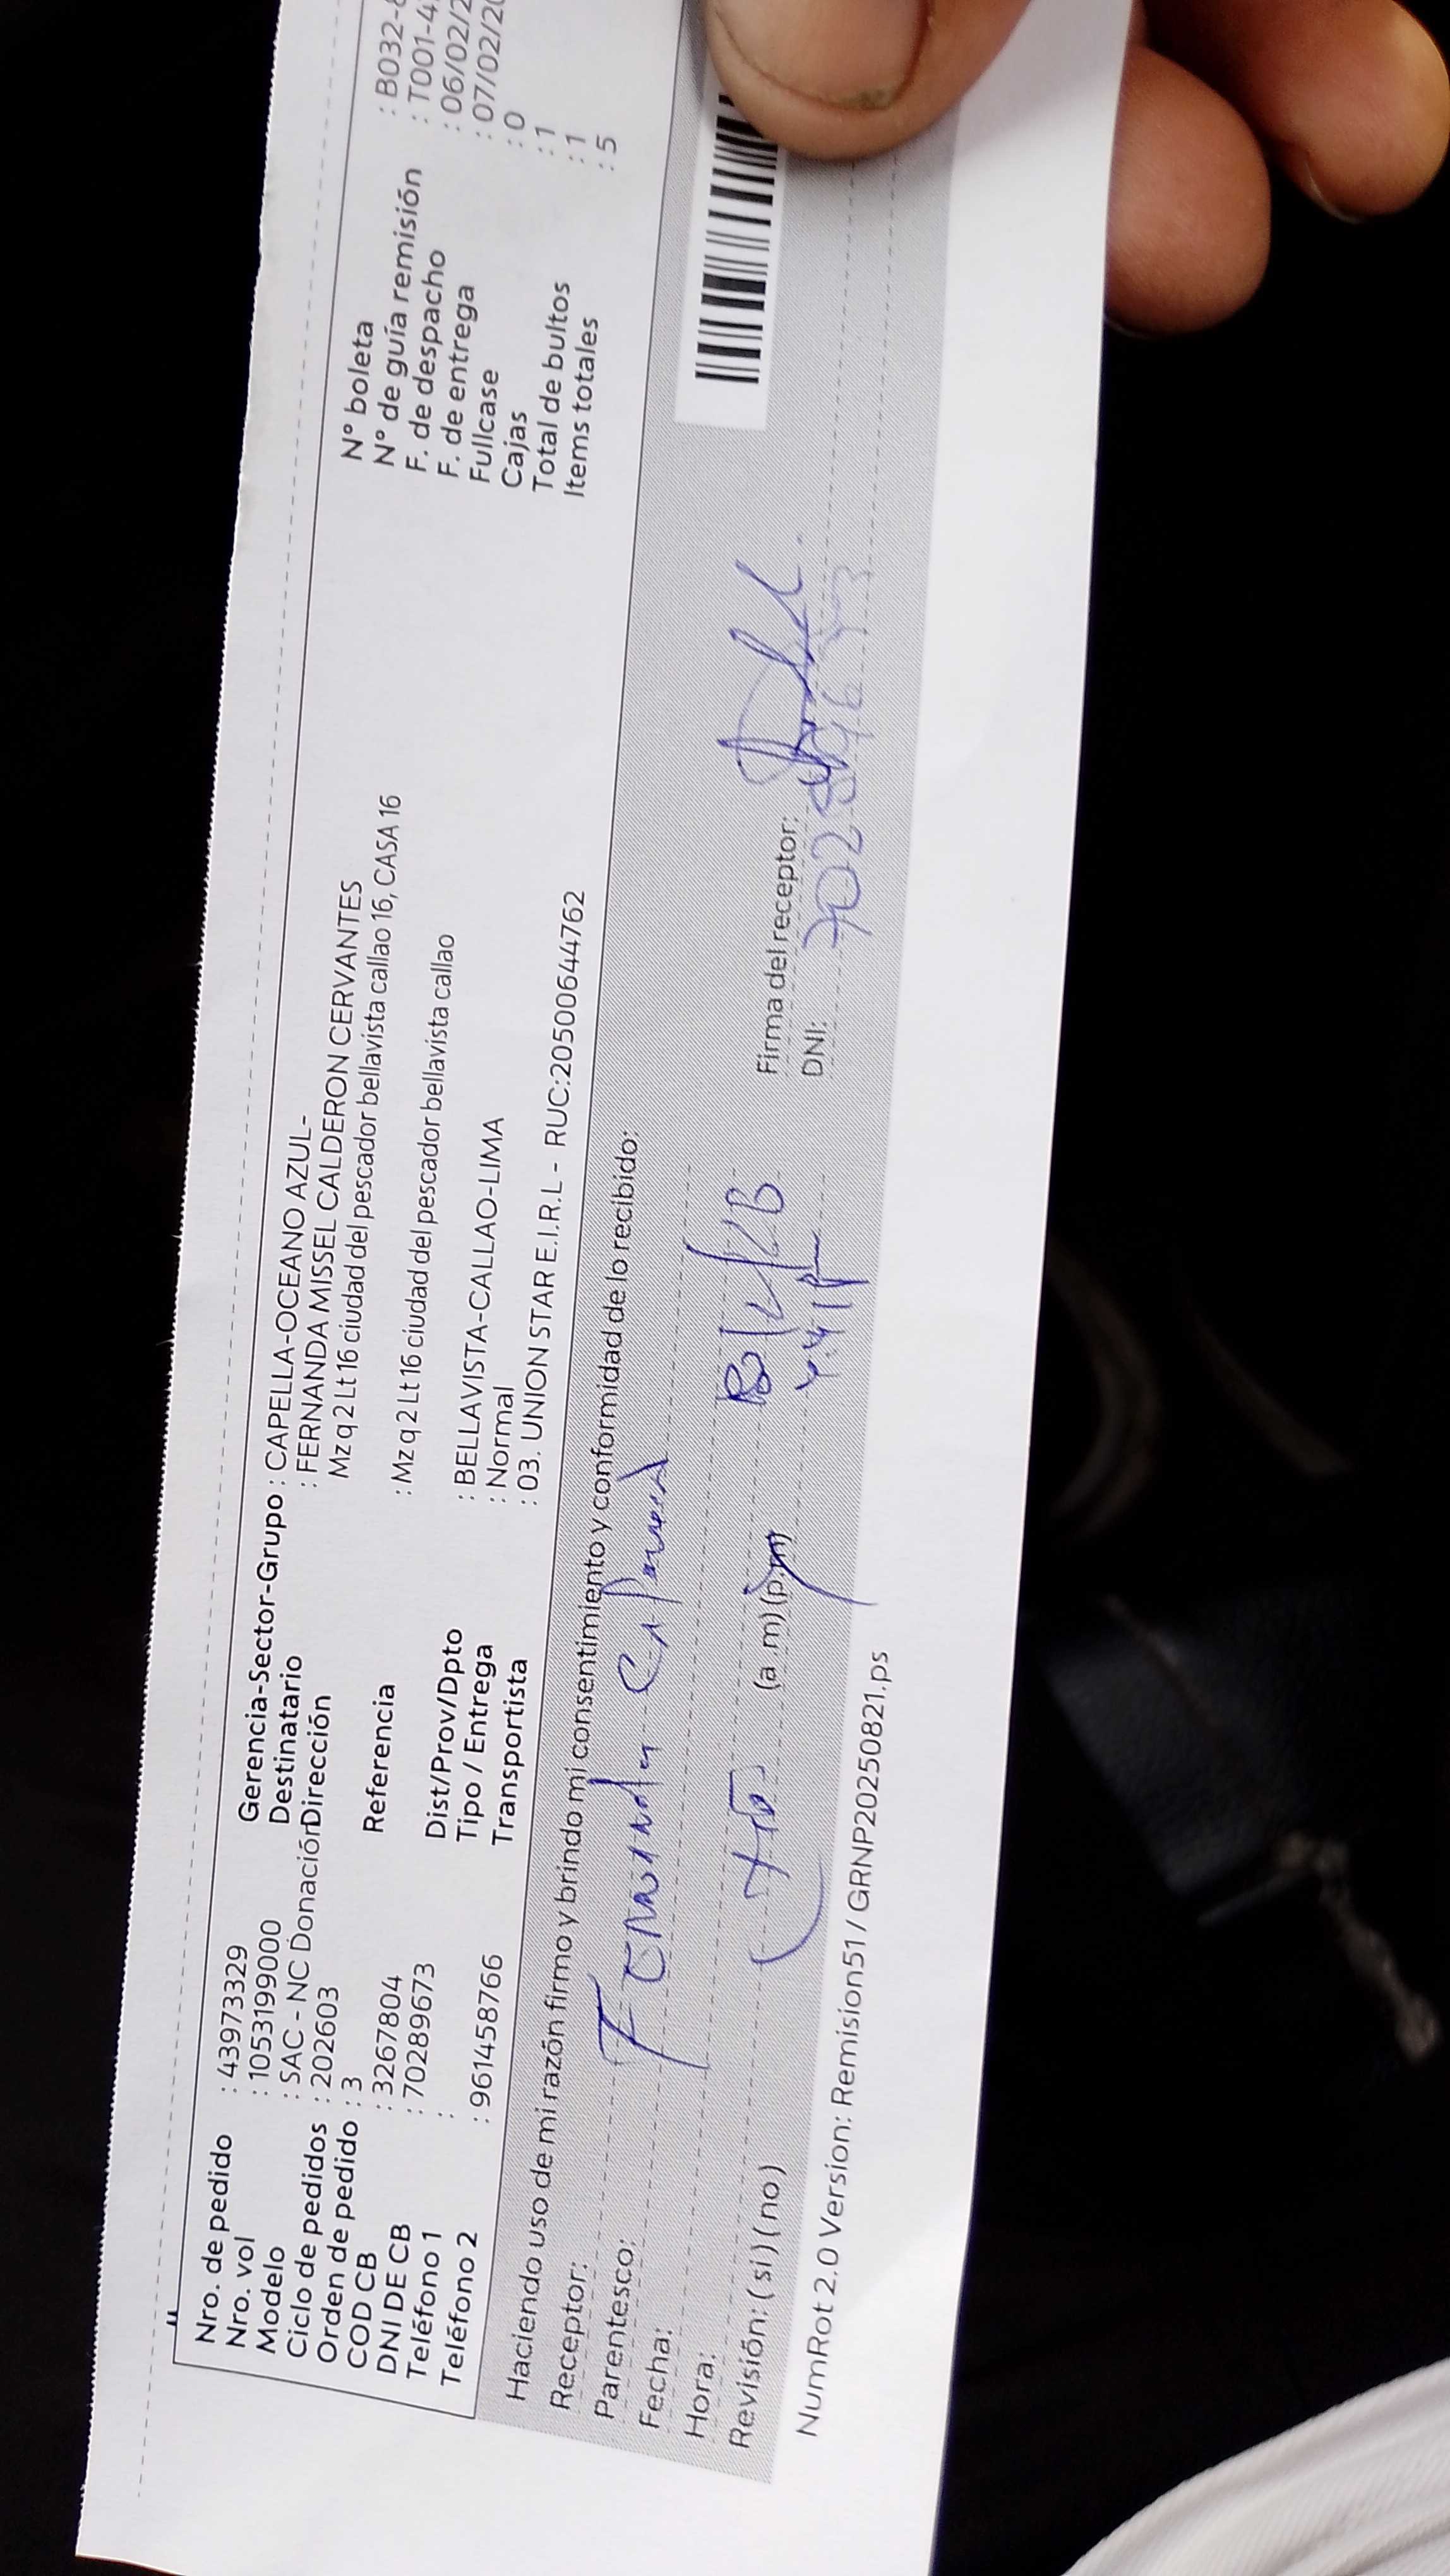 Nro. de pedido : 43973329
Nro. vol : 1053199000
Modelo : SAC - NC Donación
Ciclo de pedidos : 202603
Orden de pedido : 3
COD CB : 3267804
DNI DE CB : 70289673
Teléfono 1 :
Teléfono 2 : 961458766
Gerencia-Sector-Grupo : CAPELLA-OCEANO AZUL-
Destinatario : FERNANDA MISSEL CALDERON CERVANTES
Dirección Mz q 2 Lt 16 ciudad del pescador bellavista callao 16, CASA 16
Referencia : Mz q 2 Lt 16 ciudad del pescador bellavista callao
Dist/Prov/Dpto : BELLAVISTA-CALLAO-LIMA
Tipo / Entrega : Normal
Transportista : 03. UNION STAR E.I.R.L - RUC:20500644762
N° boleta : B032-
N° de guía remisión : T001-4
F. de despacho : 06/02/2
F. de entrega : 07/02/20
Fullcase : 0
Cajas : 1
Total de bultos : 1
Items totales : 5
Haciendo uso de mi razón firmo y brindo mi consentimiento y conformidad de lo recibido:
Receptor:
Parentesco:
Fecha:
Hora: (a.m) (p.m)
Revisión: (si) (no)
Firma del receptor:
DNI:
NumRot 2.0 Version: Remision51 / GRNP20250821.ps